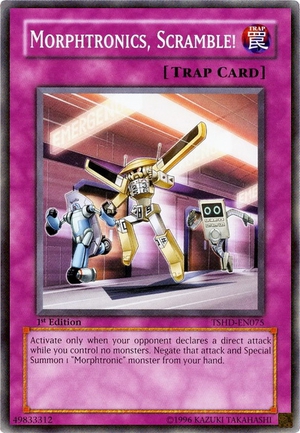 MORPHTRONICS, SCRAMBLE!
TRAP
罠
[TRAP CARD]
EMERGENCY
1st Edition
TSHD-EN075
Activate only when your opponent declares a direct attack
while you control no monsters. Negate that attack and Special
Summon 1 "Morphtronic" monster from your hand.
49833312
©1996 KAZUKI TAKAHASHI